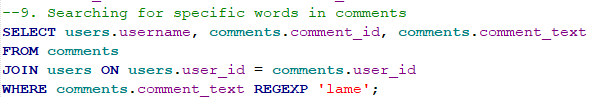 --9. Searching for specific words in comments
SELECT users.username, comments.comment_id, comments.comment_text
FROM comments
JOIN users ON users.user_id = comments.user_id
WHERE comments.comment_text REGEXP 'lame';